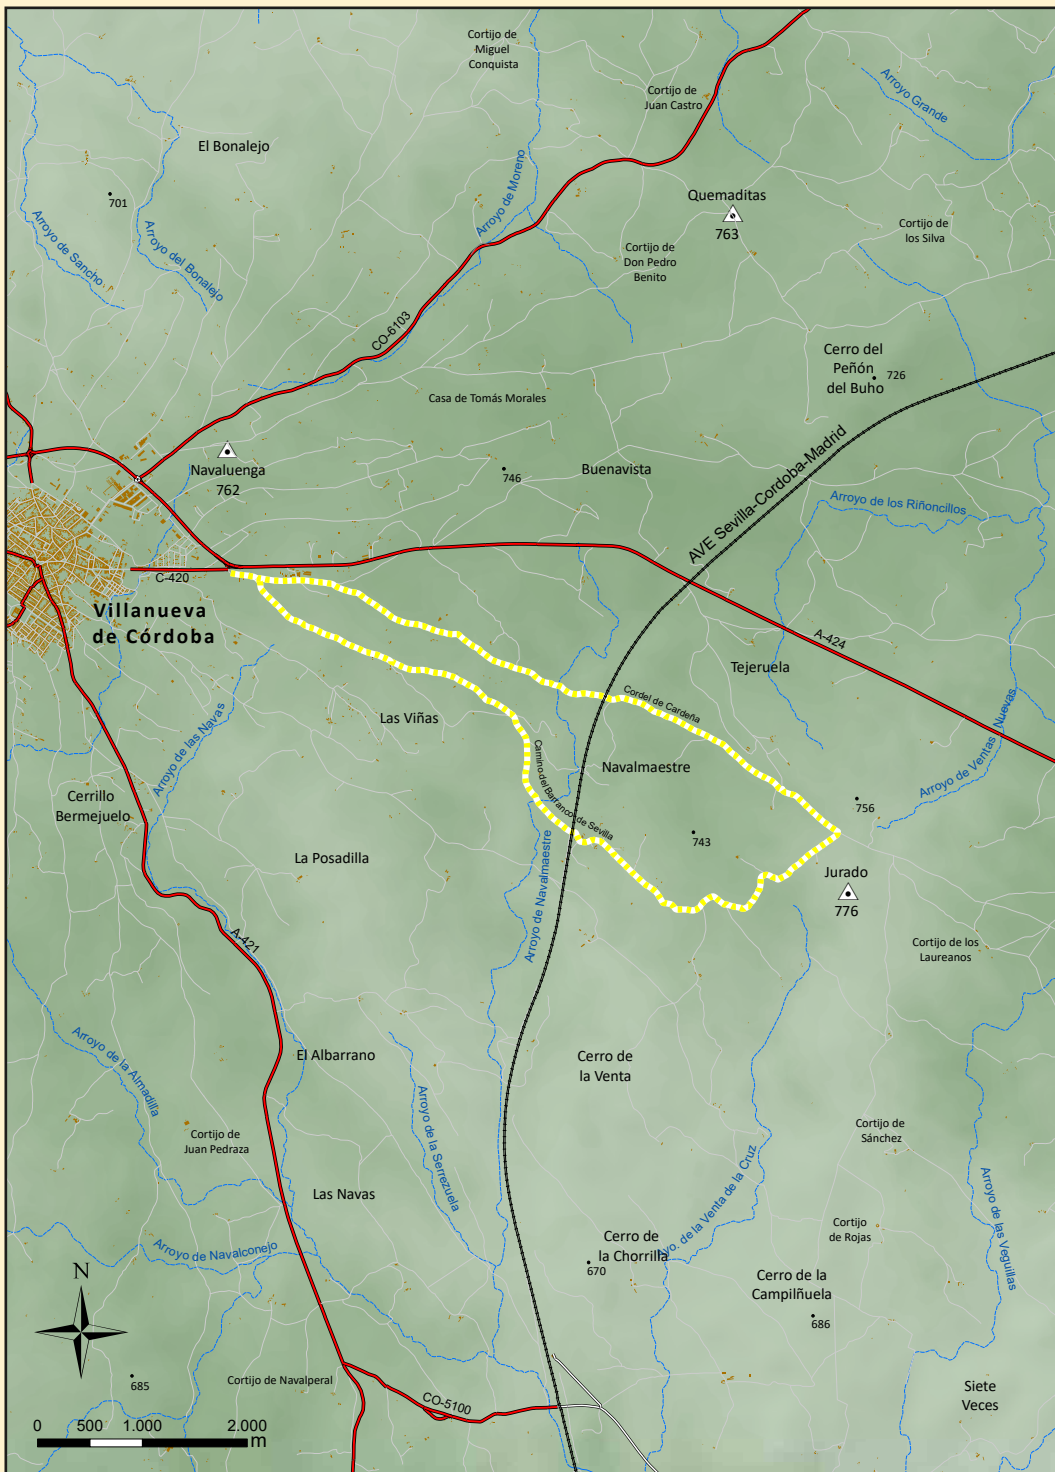 Cortijo de
Miguel
Conquista
Cortijo de
Juan Castro
Arroyo Grande
El Bonalejo
701
Arroyo de Sancho
Arroyo del Bonalejo
Arroyo de Moreno
Quemaditas
763
Cortijo de
Don Pedro
Benito
Cortijo de
los Silva
CO-6103
Cerro del
Peñón
del Buho
726
Casa de Tomás Morales
Navaluenga
762
746
Buenavista
AVE Sevilla-Cordoba-Madrid
Arroyo de los Riñoncillos
C-420
Villanueva
de Córdoba
A-424
Tejeruela
Cordel de Cardeña
Las Viñas
Arroyo de las Navas
Camino del Barranco de Sevilla
Navalmaestre
Arroyo de Ventas Nuevas
Cerrillo
Bermejuelo
756
743
La Posadilla
Arroyo de Navalmaestre
Jurado
776
A-421
Cortijo de los
Laureanos
Arroyo de la Almadilla
El Albarrano
Cerro de
la Venta
Arroyo de la Serrezuela
Cortijo de
Juan Pedraza
Cortijo de
Sánchez
Las Navas
Ayo. de la Venta de la Cruz
Arroyo de las Veguillas
Arroyo de Navalconejo
Cerro de
la Chorrilla
670
Cortijo
de Rojas
N
Cerro de la
Campilñuela
686
685
Cortijo de Navalperal
CO-5100
Siete
Veces
0 500 1.000 2.000
m